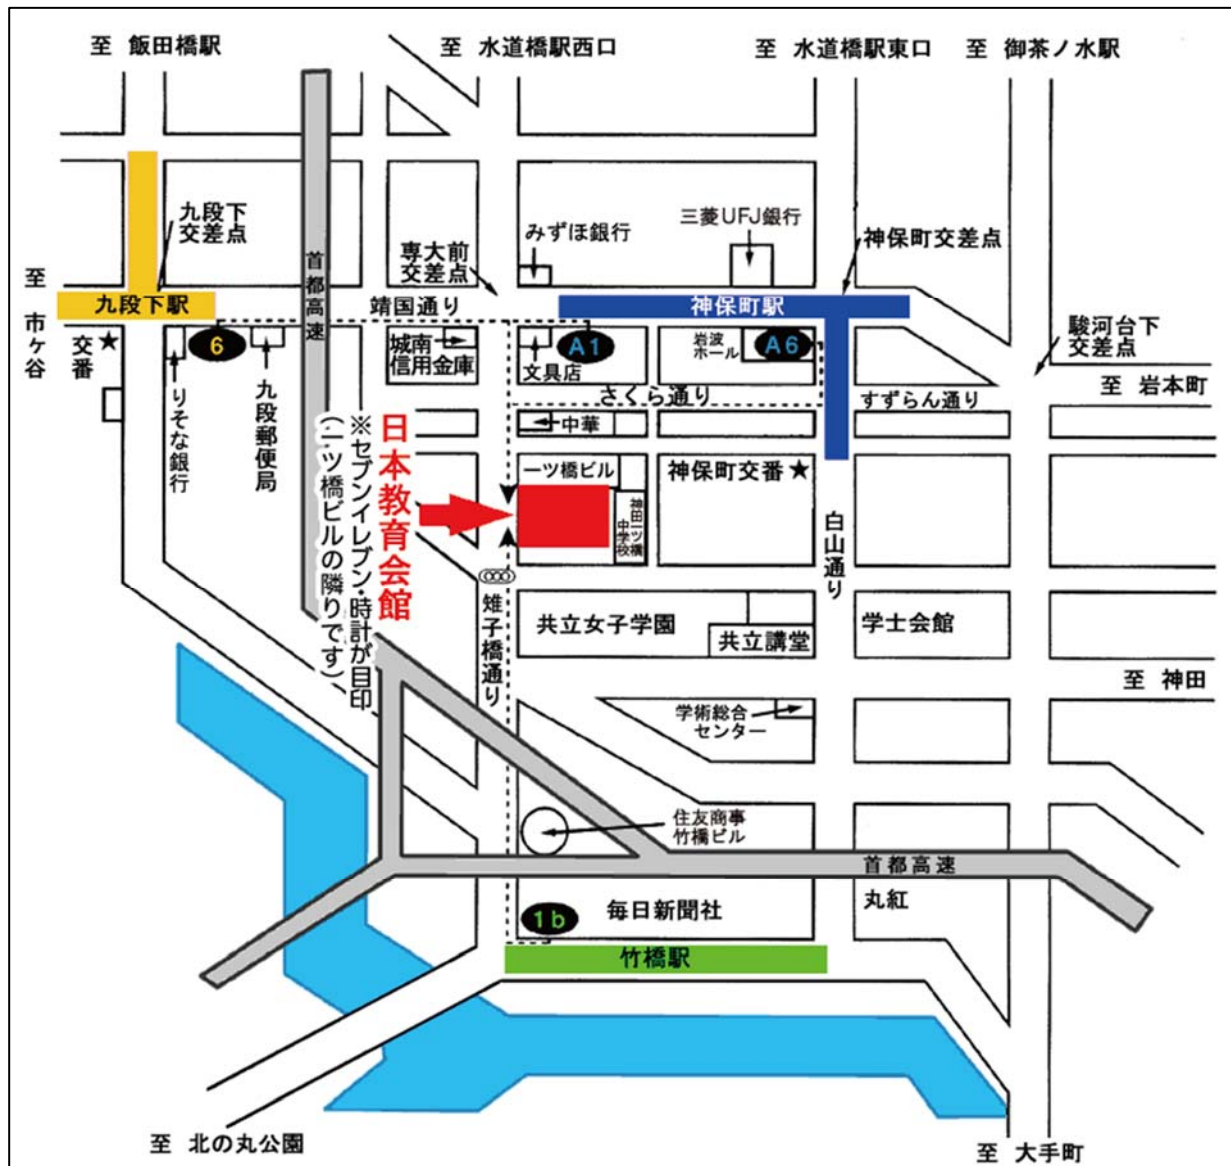 至 飯田橋駅
至 水道橋駅西口
至 水道橋駅東口
至 御茶ノ水駅
九段下
交差点
首都高速
専大前
交差点
みずほ銀行
三菱UFJ銀行
神保町交差点
至 市ヶ谷
九段下駅
靖国通り
神保町駅
交番★
りそな銀行
6
九段郵便局
城南
信用金庫
文具店
A1
岩波
ホール
A6
駿河台下
交差点
至 岩本町
さくら通り
すずらん通り
中華
日本教育会館
※セブンイレブン・時計が目印
(一ツ橋ビルの隣りです)
一ツ橋ビル
神田一ツ橋
中学校
神保町交番★
白山通り
雉子橋通り
共立女子学園
共立講堂
学士会館
至 神田
学術総合
センター
住友商事
竹橋ビル
首都高速
1b
毎日新聞社
丸紅
竹橋駅
至 北の丸公園
至 大手町